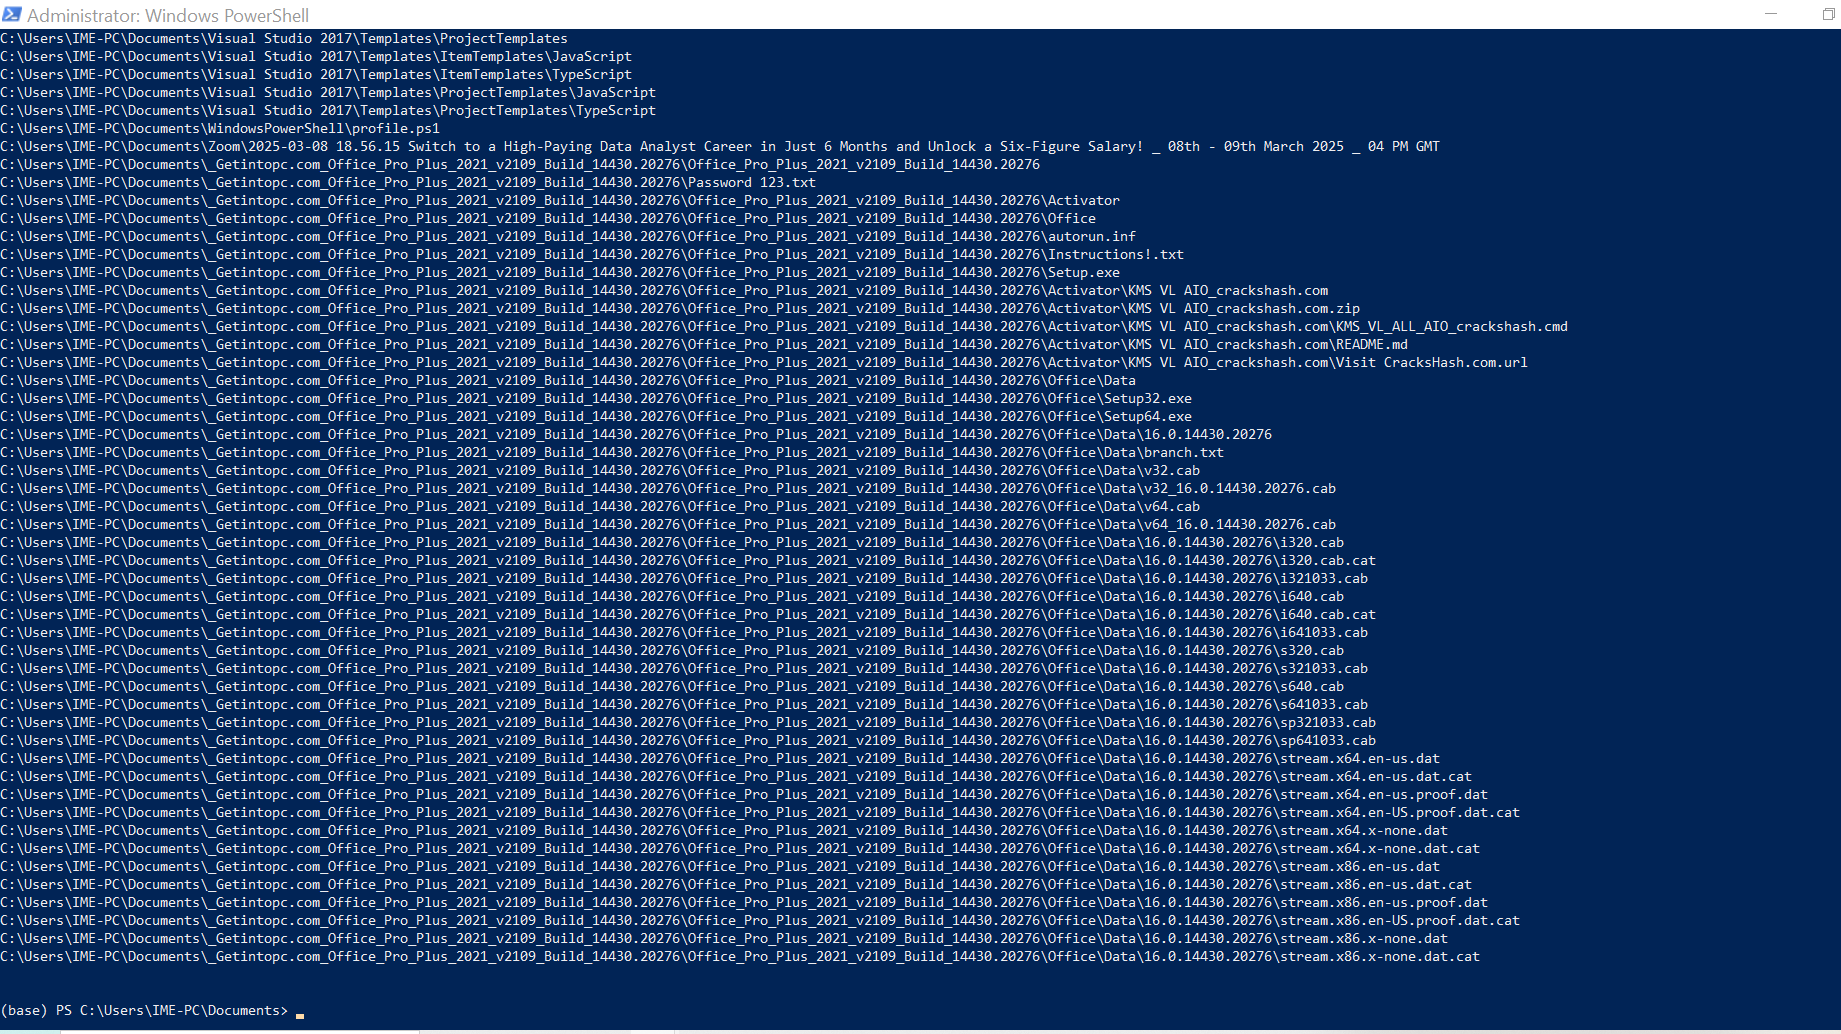 Administrator: Windows PowerShell
C:\Users\IME-PC\Documents\Visual Studio 2017\Templates\ProjectTemplates
C:\Users\IME-PC\Documents\Visual Studio 2017\Templates\ItemTemplates\JavaScript
C:\Users\IME-PC\Documents\Visual Studio 2017\Templates\ItemTemplates\TypeScript
C:\Users\IME-PC\Documents\Visual Studio 2017\Templates\ProjectTemplates\JavaScript
C:\Users\IME-PC\Documents\Visual Studio 2017\Templates\ProjectTemplates\TypeScript
C:\Users\IME-PC\Documents\WindowsPowerShell\profile.ps1
C:\Users\IME-PC\Documents\Zoom\2025-03-08 18.56.15 Switch to a High-Paying Data Analyst Career in Just 6 Months and Unlock a Six-Figure Salary! _ 08th - 09th March 2025 _ 04 PM GMT
C:\Users\IME-PC\Documents\_Getintopc.com_Office_Pro_Plus_2021_v2109_Build_14430.20276\Office_Pro_Plus_2021_v2109_Build_14430.20276
C:\Users\IME-PC\Documents\_Getintopc.com_Office_Pro_Plus_2021_v2109_Build_14430.20276\Password 123.txt
C:\Users\IME-PC\Documents\_Getintopc.com_Office_Pro_Plus_2021_v2109_Build_14430.20276\Office_Pro_Plus_2021_v2109_Build_14430.20276\Activator
C:\Users\IME-PC\Documents\_Getintopc.com_Office_Pro_Plus_2021_v2109_Build_14430.20276\Office_Pro_Plus_2021_v2109_Build_14430.20276\Office
C:\Users\IME-PC\Documents\_Getintopc.com_Office_Pro_Plus_2021_v2109_Build_14430.20276\Office_Pro_Plus_2021_v2109_Build_14430.20276\autorun.inf
C:\Users\IME-PC\Documents\_Getintopc.com_Office_Pro_Plus_2021_v2109_Build_14430.20276\Office_Pro_Plus_2021_v2109_Build_14430.20276\Instructions!.txt
C:\Users\IME-PC\Documents\_Getintopc.com_Office_Pro_Plus_2021_v2109_Build_14430.20276\Office_Pro_Plus_2021_v2109_Build_14430.20276\Setup.exe
C:\Users\IME-PC\Documents\_Getintopc.com_Office_Pro_Plus_2021_v2109_Build_14430.20276\Office_Pro_Plus_2021_v2109_Build_14430.20276\Activator\KMS VL AIO_crackshash.com
C:\Users\IME-PC\Documents\_Getintopc.com_Office_Pro_Plus_2021_v2109_Build_14430.20276\Office_Pro_Plus_2021_v2109_Build_14430.20276\Activator\KMS VL AIO_crackshash.com.zip
C:\Users\IME-PC\Documents\_Getintopc.com_Office_Pro_Plus_2021_v2109_Build_14430.20276\Office_Pro_Plus_2021_v2109_Build_14430.20276\Activator\KMS VL AIO_crackshash.com\KMS_VL_ALL_AIO_crackshash.cmd
C:\Users\IME-PC\Documents\_Getintopc.com_Office_Pro_Plus_2021_v2109_Build_14430.20276\Office_Pro_Plus_2021_v2109_Build_14430.20276\Activator\KMS VL AIO_crackshash.com\README.md
C:\Users\IME-PC\Documents\_Getintopc.com_Office_Pro_Plus_2021_v2109_Build_14430.20276\Office_Pro_Plus_2021_v2109_Build_14430.20276\Activator\KMS VL AIO_crackshash.com\Visit CracksHash.com.url
C:\Users\IME-PC\Documents\_Getintopc.com_Office_Pro_Plus_2021_v2109_Build_14430.20276\Office_Pro_Plus_2021_v2109_Build_14430.20276\Office\Data
C:\Users\IME-PC\Documents\_Getintopc.com_Office_Pro_Plus_2021_v2109_Build_14430.20276\Office_Pro_Plus_2021_v2109_Build_14430.20276\Office\Setup32.exe
C:\Users\IME-PC\Documents\_Getintopc.com_Office_Pro_Plus_2021_v2109_Build_14430.20276\Office_Pro_Plus_2021_v2109_Build_14430.20276\Office\Setup64.exe
C:\Users\IME-PC\Documents\_Getintopc.com_Office_Pro_Plus_2021_v2109_Build_14430.20276\Office_Pro_Plus_2021_v2109_Build_14430.20276\Office\Data\16.0.14430.20276
C:\Users\IME-PC\Documents\_Getintopc.com_Office_Pro_Plus_2021_v2109_Build_14430.20276\Office_Pro_Plus_2021_v2109_Build_14430.20276\Office\Data\branch.txt
C:\Users\IME-PC\Documents\_Getintopc.com_Office_Pro_Plus_2021_v2109_Build_14430.20276\Office_Pro_Plus_2021_v2109_Build_14430.20276\Office\Data\v32.cab
C:\Users\IME-PC\Documents\_Getintopc.com_Office_Pro_Plus_2021_v2109_Build_14430.20276\Office_Pro_Plus_2021_v2109_Build_14430.20276\Office\Data\v32_16.0.14430.20276.cab
C:\Users\IME-PC\Documents\_Getintopc.com_Office_Pro_Plus_2021_v2109_Build_14430.20276\Office_Pro_Plus_2021_v2109_Build_14430.20276\Office\Data\v64.cab
C:\Users\IME-PC\Documents\_Getintopc.com_Office_Pro_Plus_2021_v2109_Build_14430.20276\Office_Pro_Plus_2021_v2109_Build_14430.20276\Office\Data\v64_16.0.14430.20276.cab
C:\Users\IME-PC\Documents\_Getintopc.com_Office_Pro_Plus_2021_v2109_Build_14430.20276\Office_Pro_Plus_2021_v2109_Build_14430.20276\Office\Data\16.0.14430.20276\i320.cab
C:\Users\IME-PC\Documents\_Getintopc.com_Office_Pro_Plus_2021_v2109_Build_14430.20276\Office_Pro_Plus_2021_v2109_Build_14430.20276\Office\Data\16.0.14430.20276\i320.cab.cat
C:\Users\IME-PC\Documents\_Getintopc.com_Office_Pro_Plus_2021_v2109_Build_14430.20276\Office_Pro_Plus_2021_v2109_Build_14430.20276\Office\Data\16.0.14430.20276\i321033.cab
C:\Users\IME-PC\Documents\_Getintopc.com_Office_Pro_Plus_2021_v2109_Build_14430.20276\Office_Pro_Plus_2021_v2109_Build_14430.20276\Office\Data\16.0.14430.20276\i640.cab
C:\Users\IME-PC\Documents\_Getintopc.com_Office_Pro_Plus_2021_v2109_Build_14430.20276\Office_Pro_Plus_2021_v2109_Build_14430.20276\Office\Data\16.0.14430.20276\i640.cab.cat
C:\Users\IME-PC\Documents\_Getintopc.com_Office_Pro_Plus_2021_v2109_Build_14430.20276\Office_Pro_Plus_2021_v2109_Build_14430.20276\Office\Data\16.0.14430.20276\i641033.cab
C:\Users\IME-PC\Documents\_Getintopc.com_Office_Pro_Plus_2021_v2109_Build_14430.20276\Office_Pro_Plus_2021_v2109_Build_14430.20276\Office\Data\16.0.14430.20276\s320.cab
C:\Users\IME-PC\Documents\_Getintopc.com_Office_Pro_Plus_2021_v2109_Build_14430.20276\Office_Pro_Plus_2021_v2109_Build_14430.20276\Office\Data\16.0.14430.20276\s321033.cab
C:\Users\IME-PC\Documents\_Getintopc.com_Office_Pro_Plus_2021_v2109_Build_14430.20276\Office_Pro_Plus_2021_v2109_Build_14430.20276\Office\Data\16.0.14430.20276\s640.cab
C:\Users\IME-PC\Documents\_Getintopc.com_Office_Pro_Plus_2021_v2109_Build_14430.20276\Office_Pro_Plus_2021_v2109_Build_14430.20276\Office\Data\16.0.14430.20276\s641033.cab
C:\Users\IME-PC\Documents\_Getintopc.com_Office_Pro_Plus_2021_v2109_Build_14430.20276\Office_Pro_Plus_2021_v2109_Build_14430.20276\Office\Data\16.0.14430.20276\sp321033.cab
C:\Users\IME-PC\Documents\_Getintopc.com_Office_Pro_Plus_2021_v2109_Build_14430.20276\Office_Pro_Plus_2021_v2109_Build_14430.20276\Office\Data\16.0.14430.20276\sp641033.cab
C:\Users\IME-PC\Documents\_Getintopc.com_Office_Pro_Plus_2021_v2109_Build_14430.20276\Office_Pro_Plus_2021_v2109_Build_14430.20276\Office\Data\16.0.14430.20276\stream.x64.en-us.dat
C:\Users\IME-PC\Documents\_Getintopc.com_Office_Pro_Plus_2021_v2109_Build_14430.20276\Office_Pro_Plus_2021_v2109_Build_14430.20276\Office\Data\16.0.14430.20276\stream.x64.en-us.dat.cat
C:\Users\IME-PC\Documents\_Getintopc.com_Office_Pro_Plus_2021_v2109_Build_14430.20276\Office_Pro_Plus_2021_v2109_Build_14430.20276\Office\Data\16.0.14430.20276\stream.x64.en-us.proof.dat
C:\Users\IME-PC\Documents\_Getintopc.com_Office_Pro_Plus_2021_v2109_Build_14430.20276\Office_Pro_Plus_2021_v2109_Build_14430.20276\Office\Data\16.0.14430.20276\stream.x64.en-US.proof.dat.cat
C:\Users\IME-PC\Documents\_Getintopc.com_Office_Pro_Plus_2021_v2109_Build_14430.20276\Office_Pro_Plus_2021_v2109_Build_14430.20276\Office\Data\16.0.14430.20276\stream.x64.x-none.dat
C:\Users\IME-PC\Documents\_Getintopc.com_Office_Pro_Plus_2021_v2109_Build_14430.20276\Office_Pro_Plus_2021_v2109_Build_14430.20276\Office\Data\16.0.14430.20276\stream.x64.x-none.dat.cat
C:\Users\IME-PC\Documents\_Getintopc.com_Office_Pro_Plus_2021_v2109_Build_14430.20276\Office_Pro_Plus_2021_v2109_Build_14430.20276\Office\Data\16.0.14430.20276\stream.x86.en-us.dat
C:\Users\IME-PC\Documents\_Getintopc.com_Office_Pro_Plus_2021_v2109_Build_14430.20276\Office_Pro_Plus_2021_v2109_Build_14430.20276\Office\Data\16.0.14430.20276\stream.x86.en-us.dat.cat
C:\Users\IME-PC\Documents\_Getintopc.com_Office_Pro_Plus_2021_v2109_Build_14430.20276\Office_Pro_Plus_2021_v2109_Build_14430.20276\Office\Data\16.0.14430.20276\stream.x86.en-us.proof.dat
C:\Users\IME-PC\Documents\_Getintopc.com_Office_Pro_Plus_2021_v2109_Build_14430.20276\Office_Pro_Plus_2021_v2109_Build_14430.20276\Office\Data\16.0.14430.20276\stream.x86.en-US.proof.dat.cat
C:\Users\IME-PC\Documents\_Getintopc.com_Office_Pro_Plus_2021_v2109_Build_14430.20276\Office_Pro_Plus_2021_v2109_Build_14430.20276\Office\Data\16.0.14430.20276\stream.x86.x-none.dat
C:\Users\IME-PC\Documents\_Getintopc.com_Office_Pro_Plus_2021_v2109_Build_14430.20276\Office_Pro_Plus_2021_v2109_Build_14430.20276\Office\Data\16.0.14430.20276\stream.x86.x-none.dat.cat
(base) PS C:\Users\IME-PC\Documents>